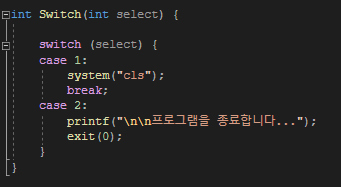 int Switch(int select) {
switch (select) {
case 1:
system("cls");
break;
case 2:
printf("\n\n프로그램을 종료합니다...");
exit(0);
}
}